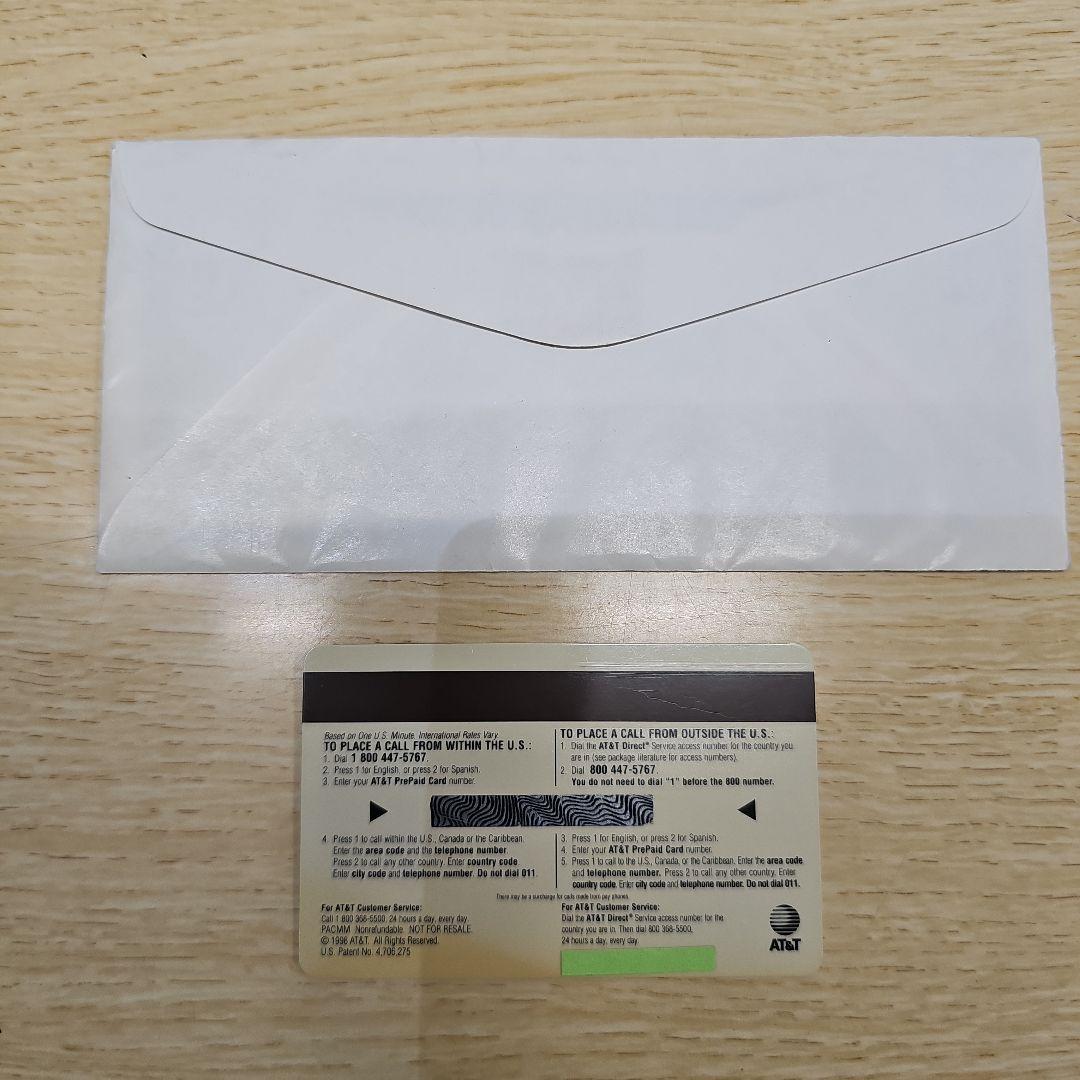 Based on One U.S. Minute. International Rates Vary.
TO PLACE A CALL FROM WITHIN THE U.S.:
1. Dial 1 800 447-5767.
2. Press 1 for English, or press 2 for Spanish.
3. Enter your AT&T PrePaid Card number.
TO PLACE A CALL FROM OUTSIDE THE U.S.:
1. Dial the AT&T Direct® Service access number for the country you
are in (see package literature for access numbers).
2. Dial 800 447-5767.
You do not need to dial "1" before the 800 number.
4. Press 1 to call within the U.S., Canada or the Caribbean.
Enter the area code and the telephone number.
Press 2 to call any other country. Enter country code.
Enter city code and telephone number. Do not dial 011.
3. Press 1 for English, or press 2 for Spanish.
4. Enter your AT&T PrePaid Card number.
5. Press 1 to call to the U.S., Canada, or the Caribbean. Enter the area code
and telephone number. Press 2 to call any other country. Enter
country code. Enter city code and telephone number. Do not dial 011.
There may be a surcharge for calls made from pay phones.
For AT&T Customer Service:
Call 1 800 366-5500, 24 hours a day, every day.
PACMM Nonrefundable. NOT FOR RESALE.
© 1996 AT&T. All Rights Reserved.
U.S. Patent No. 4,706,275
For AT&T Customer Service:
Dial the AT&T Direct® Service access number for the
country you are in. Then dial 800 368-5500,
24 hours a day, every day.
AT&T